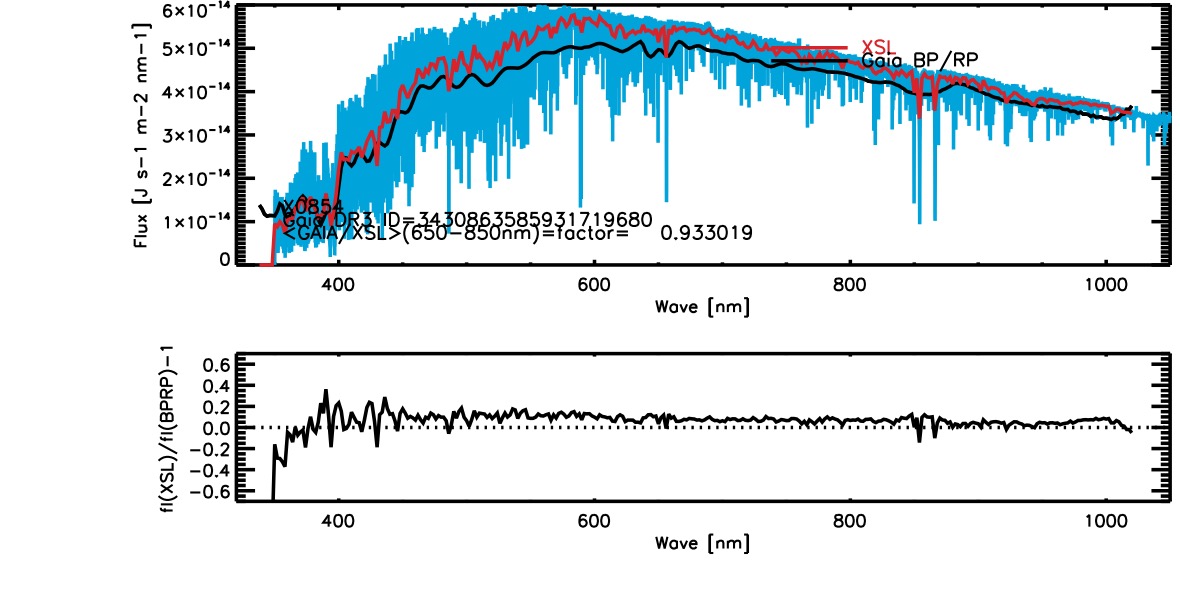 6×10−14
5×10−14
4×10−14
3×10−14
2×10−14
1×10−14
0
Flux [J s−1 m−2 nm−1]
XSL
Gaia BP/RP
X0854
Gaia DR3 ID=3430863585931719680
<GAIA/XSL>(650−850nm)=factor= 0.933019
400 600 800 1000
Wave [nm]
0.6
0.4
0.2
0.0
−0.2
−0.4
−0.6
fl(XSL)/fl(BPRP)−1
400 600 800 1000
Wave [nm]